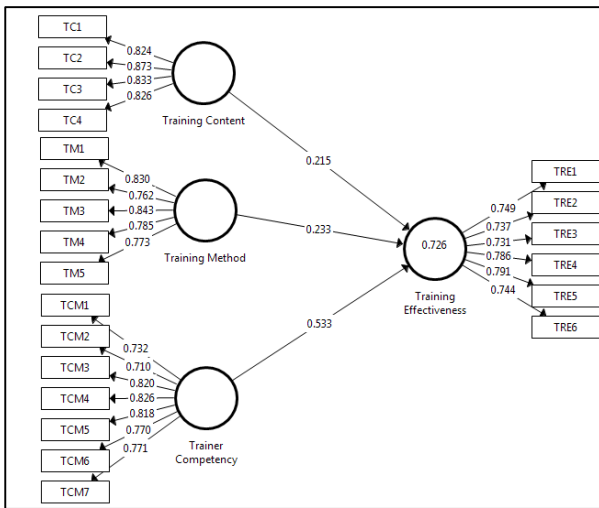 TC1
TC2
TC3
TC4
0.824
0.873
0.833
0.826
Training Content
TM1
TM2
TM3
TM4
TM5
0.830
0.762
0.843
0.785
0.773
Training Method
TCM1
TCM2
TCM3
TCM4
TCM5
TCM6
TCM7
0.732
0.710
0.820
0.826
0.818
0.770
0.771
Trainer
Competency
0.215
0.233
0.533
0.726
Training
Effectiveness
0.749
0.737
0.731
0.786
0.791
0.744
TRE1
TRE2
TRE3
TRE4
TRE5
TRE6